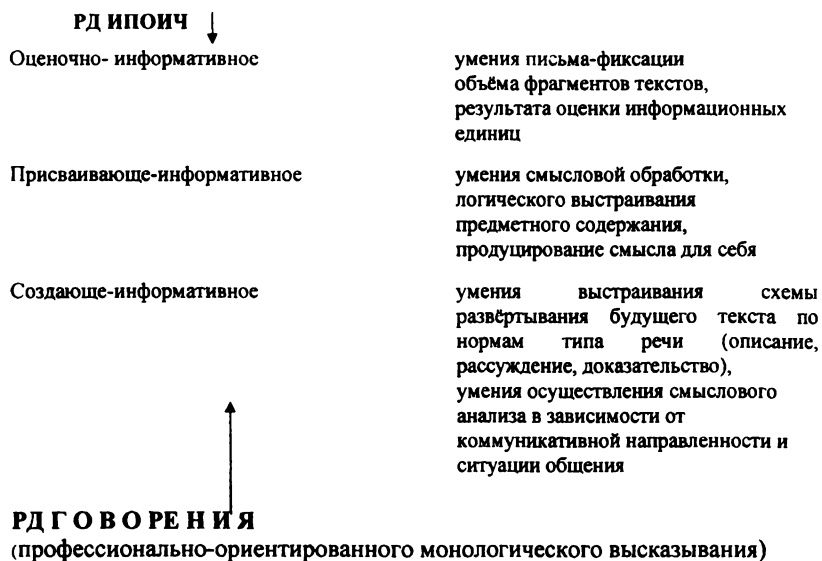 РД ИПОИЧ
Оценочно- информативное
умения письма-фиксации
объёма фрагментов текстов,
результата оценки информационных
единиц
Присваивающе-информативное
умения смысловой обработки,
логического выстраивания
предметного содержания,
продуцирование смысла для себя
Создающе-информативное
умения выстраивания схемы
развёртывания будущего текста по
нормам типа речи (описание,
рассуждение, доказательство),
умения осуществления смыслового
анализа в зависимости от
коммуникативной направленности и
ситуации общения
РД Г О В О РЕ Н И Я
(профессионально-ориентированного монологического высказывания)